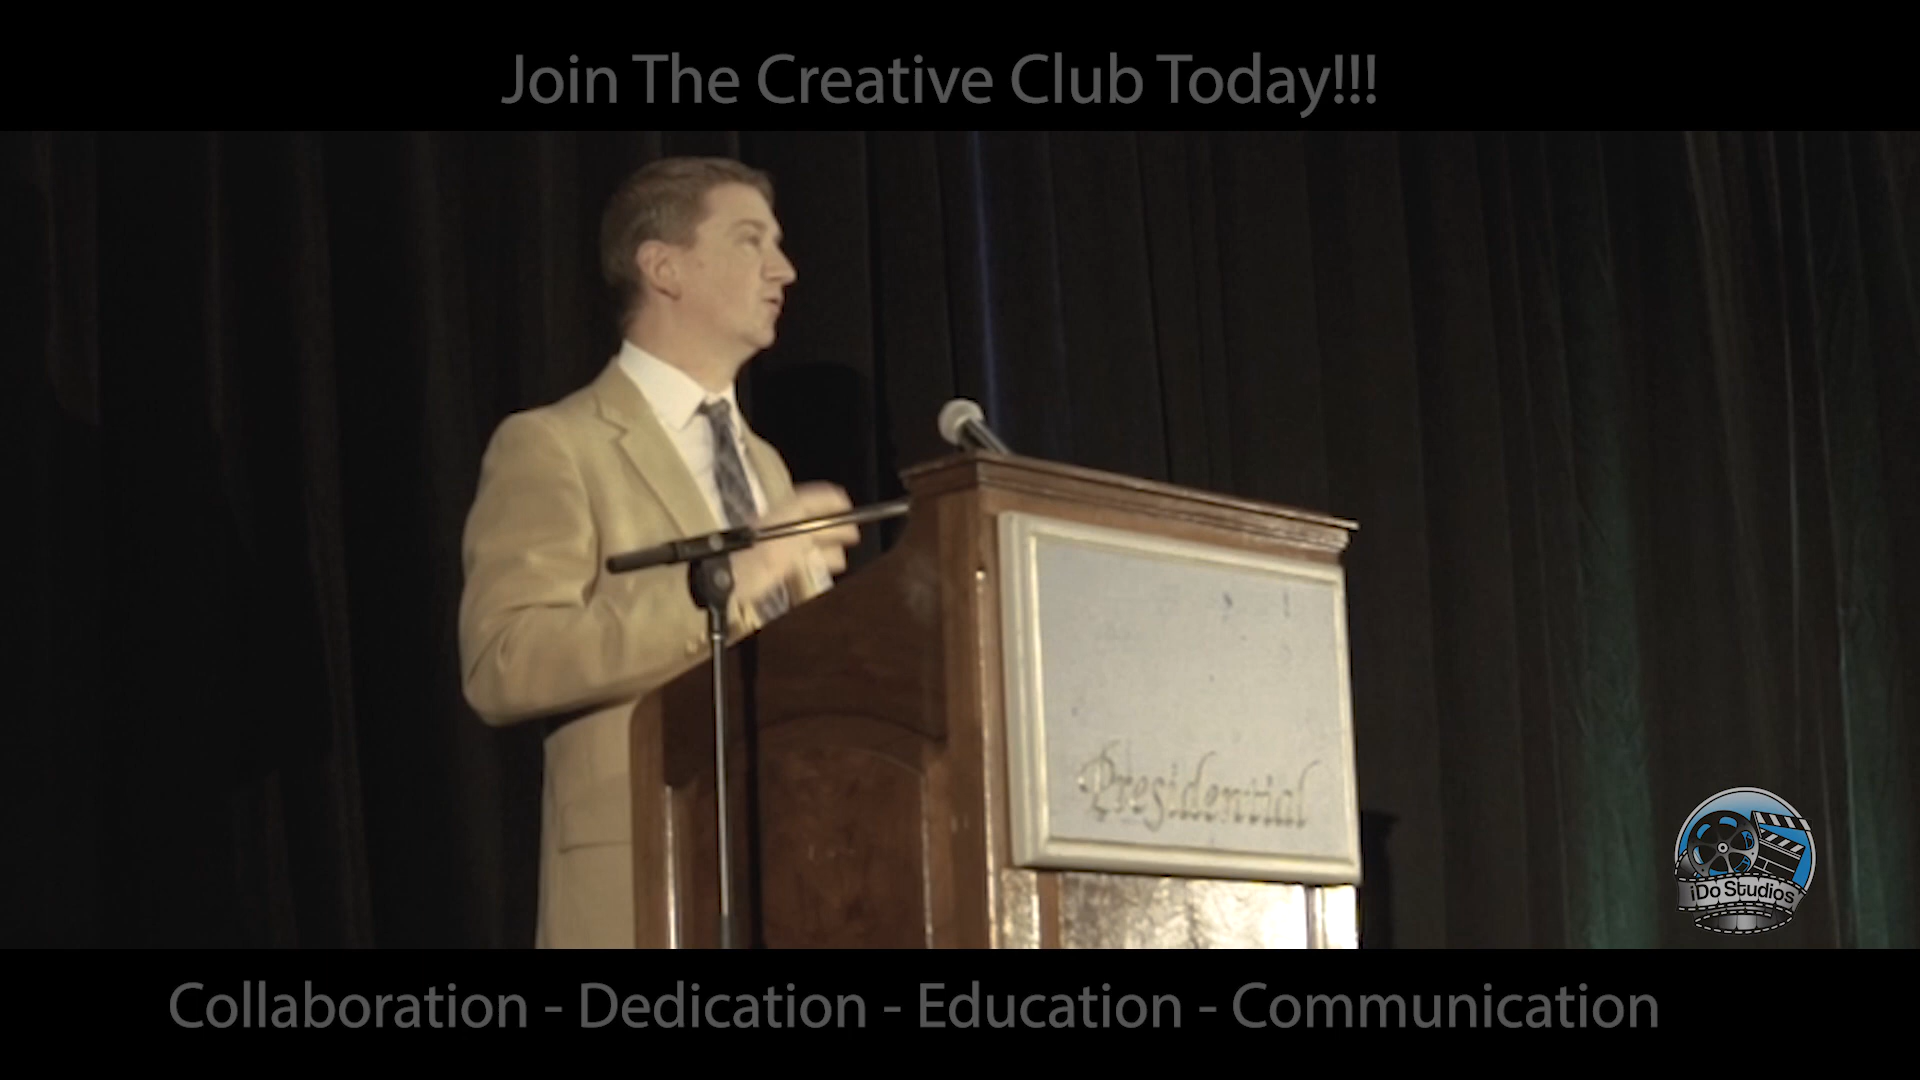 Join The Creative Club Today!!!
Presidential
iDo Studios
Collaboration - Dedication - Education - Communication